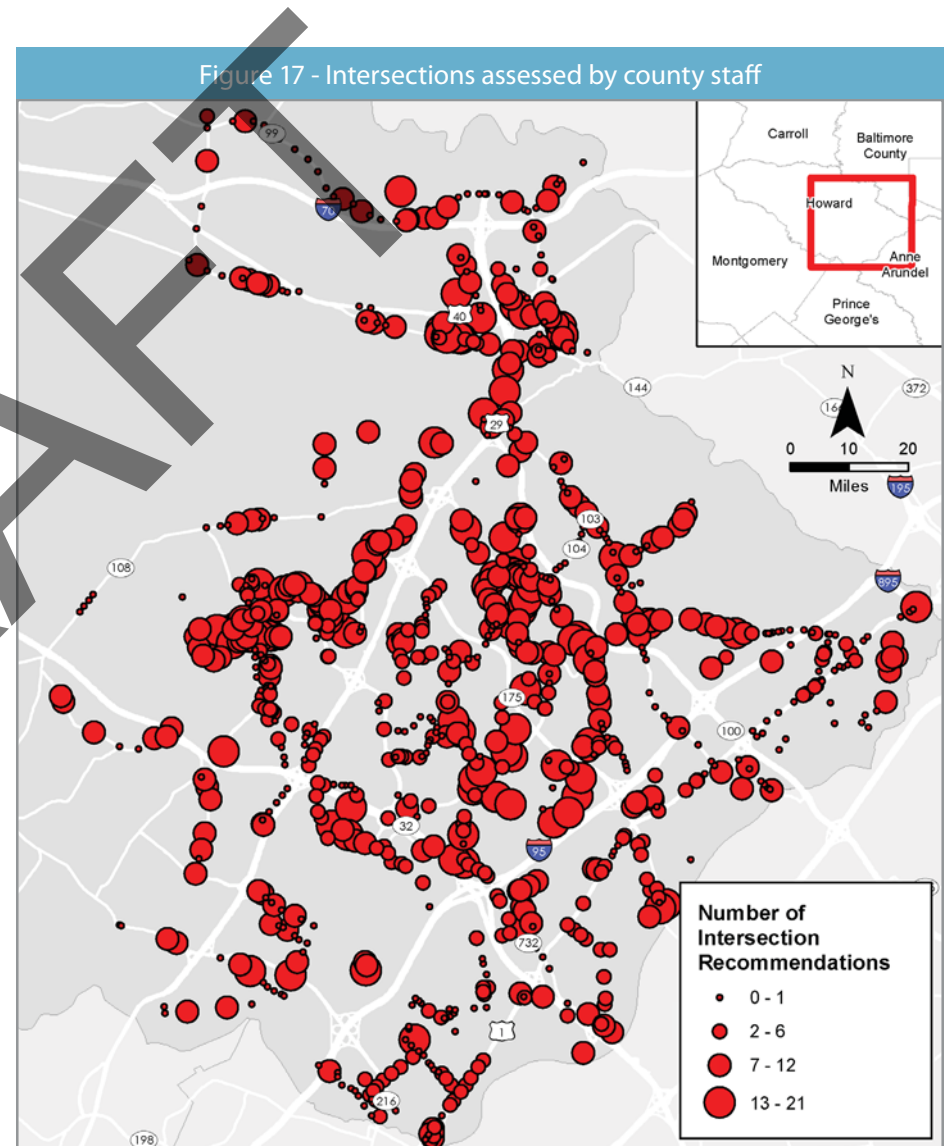 Figure 17 - Intersections assessed by county staff
99
70
40
29
144
372
16
195
103
104
108
895
175
100
32
95
732
1
216
198
Carroll
Baltimore
County
Howard
Montgomery
Anne
Arundel
Prince
George's
N
0 10 20
Miles
Number of
Intersection
Recommendations
0 - 1
2 - 6
7 - 12
13 - 21
RAFT